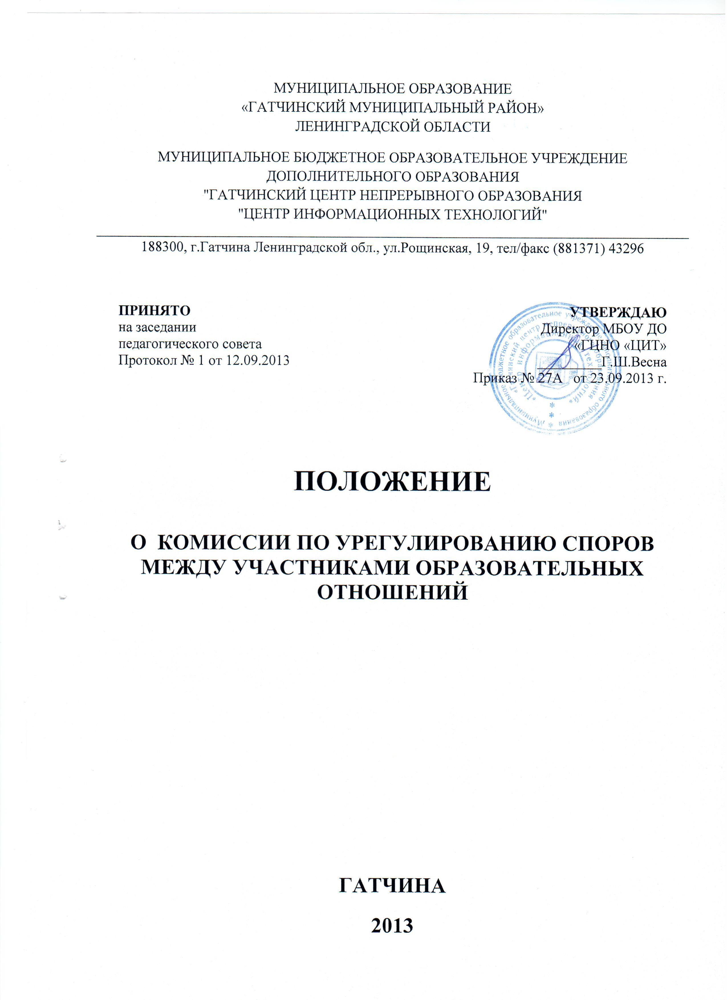 МУНИЦИПАЛЬНОЕ ОБРАЗОВАНИЕ
«ГАТЧИНСКИЙ МУНИЦИПАЛЬНЫЙ РАЙОН»
ЛЕНИНГРАДСКОЙ ОБЛАСТИ
МУНИЦИПАЛЬНОЕ БЮДЖЕТНОЕ ОБРАЗОВАТЕЛЬНОЕ УЧРЕЖДЕНИЕ
ДОПОЛНИТЕЛЬНОГО ОБРАЗОВАНИЯ
"ГАТЧИНСКИЙ ЦЕНТР НЕПРЕРЫВНОГО ОБРАЗОВАНИЯ
"ЦЕНТР ИНФОРМАЦИОННЫХ ТЕХНОЛОГИЙ"
188300, г.Гатчина Ленинградской обл., ул.Рощинская, 19, тел/факс (881371) 43296
ПРИНЯТО
на заседании
педагогического совета
Протокол № 1 от 12.09.2013
УТВЕРЖДАЮ
Директор МБОУ ДО
«ГЦНО «ЦИТ»
_________Г.Ш.Весна
Приказ № 27А от 23.09.2013 г.
Муниципальное бюджетное образовательное учреждение дополнительного образования
«Гатчинский центр непрерывного образования
«Центр информационных технологий»
ПОЛОЖЕНИЕ
О КОМИССИИ ПО УРЕГУЛИРОВАНИЮ СПОРОВ
МЕЖДУ УЧАСТНИКАМИ ОБРАЗОВАТЕЛЬНЫХ
ОТНОШЕНИЙ
ГАТЧИНА
2013